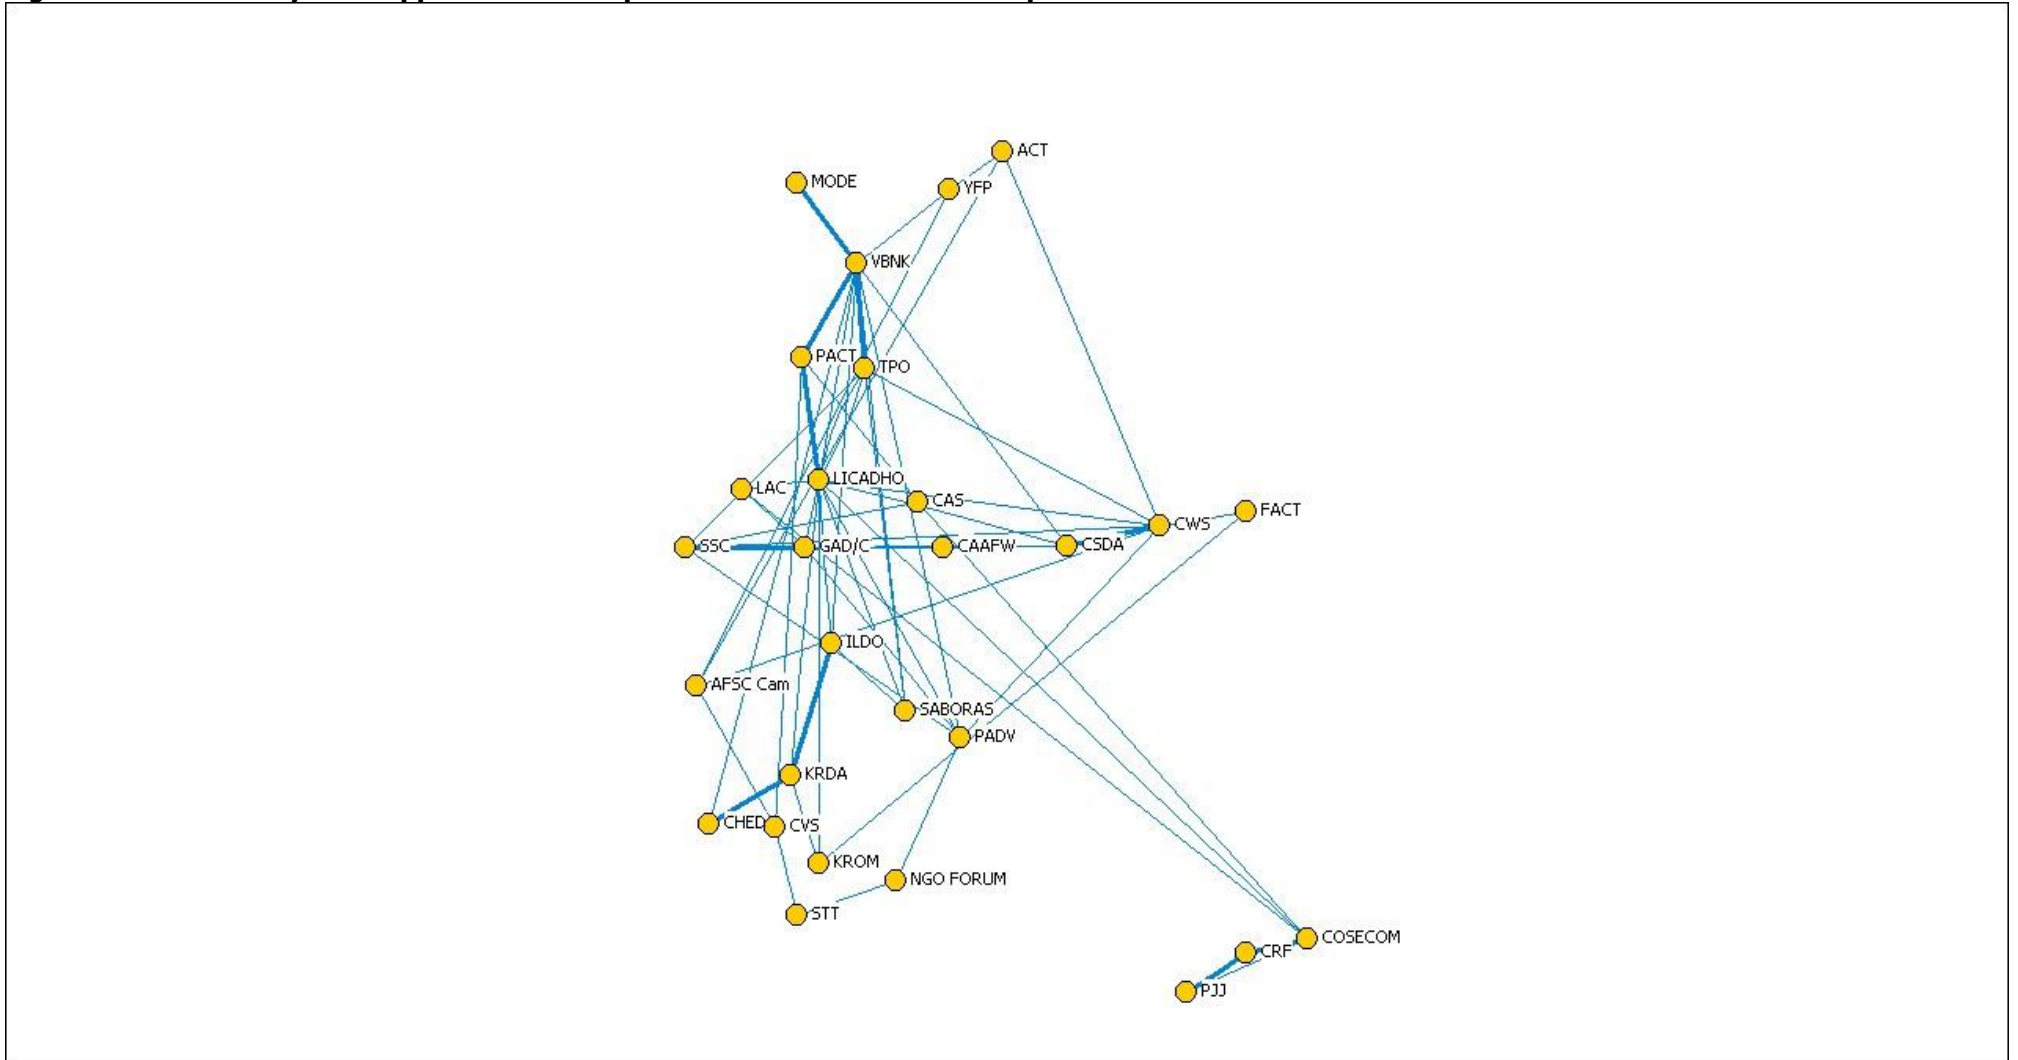 ACT
MODE
YFP
VBNK
PACT
TPO
LICADHO
LAC
CAS
FACT
CWS
SSC
GAD/C
CAAFW
CSDA
ILDO
AFSC Cam
SABORAS
PADV
KRDA
CHED
CVS
KROM
NGO FORUM
STT
COSECOM
CRF
PJJ